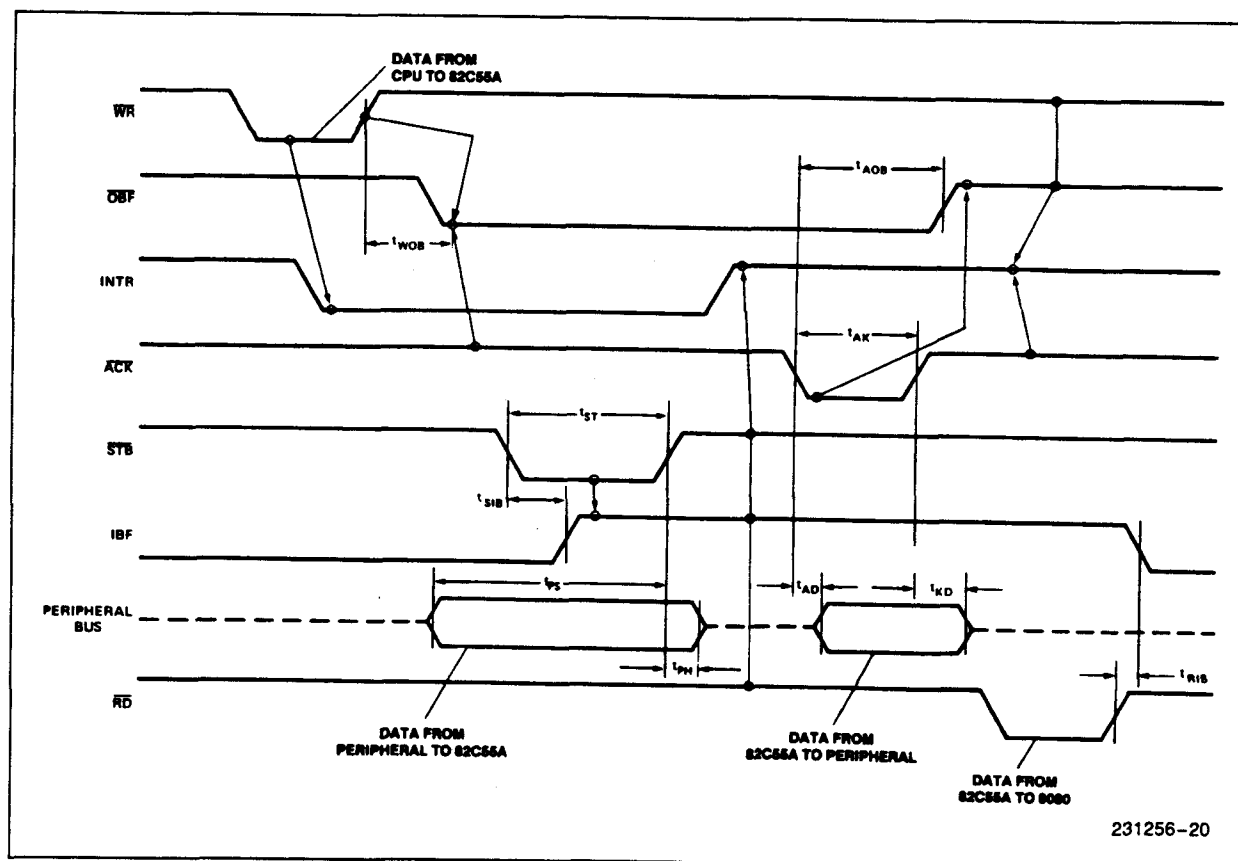 DATA FROM
CPU TO 82C55A
WR
tAOB
OBF
tWOB
INTR
tAK
ACK
tST
STB
tSIB
IBF
tPS
tAD
tKD
PERIPHERAL
BUS
tPH
tRIB
RD
DATA FROM
PERIPHERAL TO 82C55A
DATA FROM
82C55A TO PERIPHERAL
DATA FROM
82C55A TO 8080
231256-20